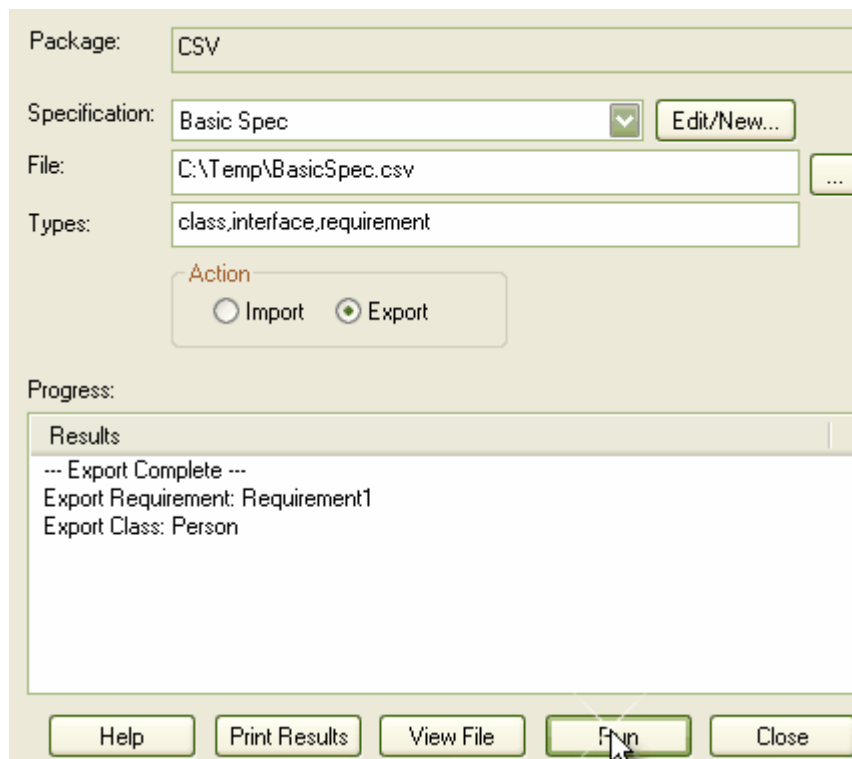 Package: CSV
Specification: Basic Spec Edit/New...
File: C:\Temp\BasicSpec.csv ...
Types: class,interface,requirement
Action
Import Export
Progress:
Results
--- Export Complete ---
Export Requirement: Requirement1
Export Class: Person
Help Print Results View File Run Close